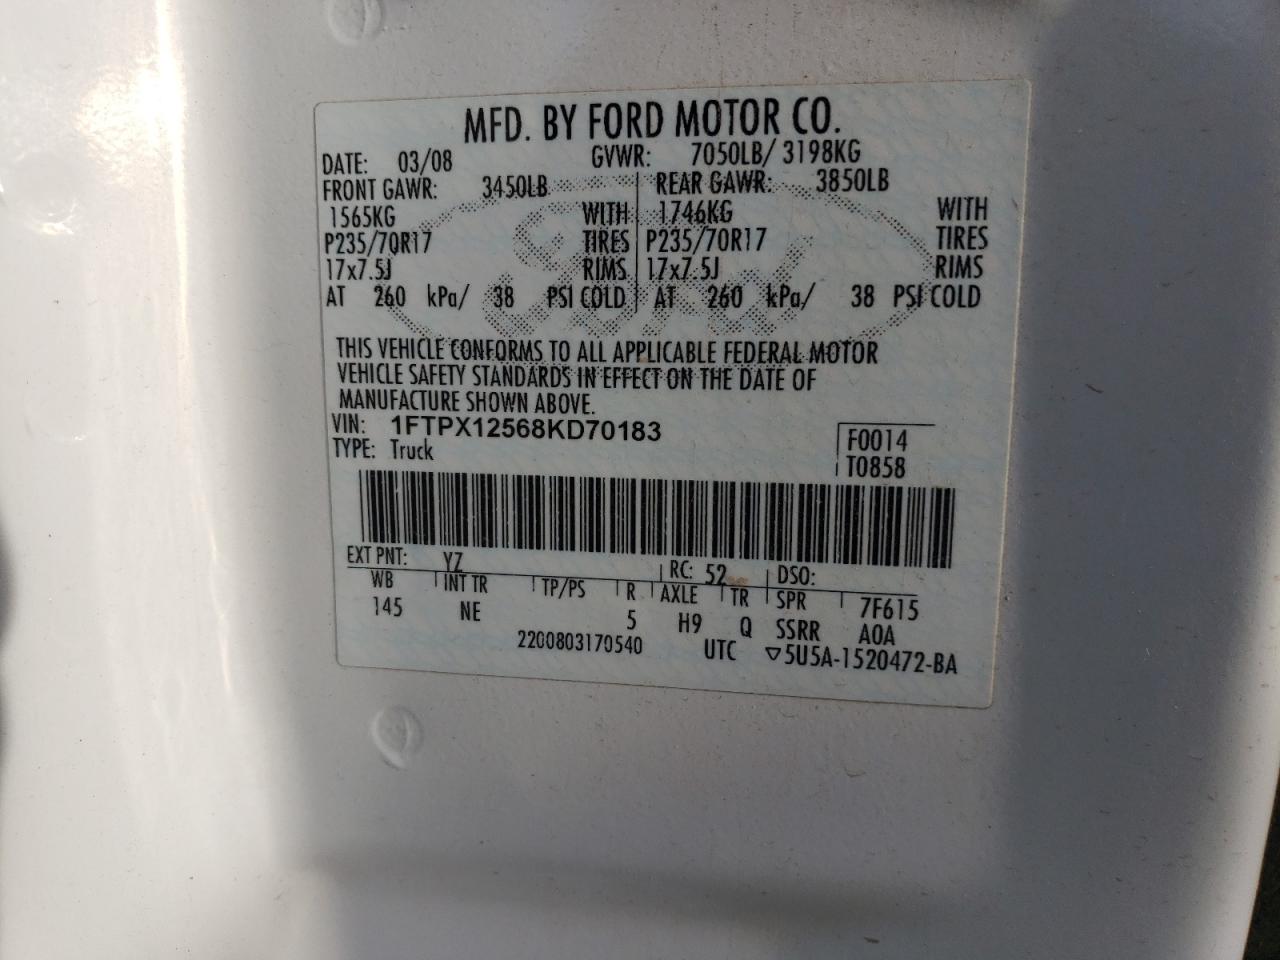 MFD. BY FORD MOTOR CO.
DATE: 03/08 GVWR: 7050LB/ 3198KG
FRONT GAWR: 3450LB REAR GAWR: 3850LB
1565KG WITH 1746KG WITH
P235/70R17 TIRES P235/70R17 TIRES
17x7.5J RIMS 17x7.5J RIMS
AT 260 kPa/ 38 PSI COLD AT 260 kPa/ 38 PSI COLD
Ford
THIS VEHICLE CONFORMS TO ALL APPLICABLE FEDERAL MOTOR
VEHICLE SAFETY STANDARDS IN EFFECT ON THE DATE OF
MANUFACTURE SHOWN ABOVE.
VIN: 1FTPX12568KD70183 F0014
TYPE: Truck T0858
EXT PNT: YZ RC: 52 DSO:
WB INT TR TP/PS R AXLE TR SPR 7F615
145 NE 5 H9 Q SSRR A0A
2200803170540 UTC ▽5U5A-1520472-BA